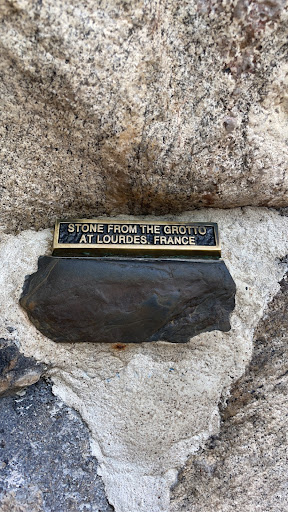 STONE FROM THE GROTTO
AT LOURDES, FRANCE